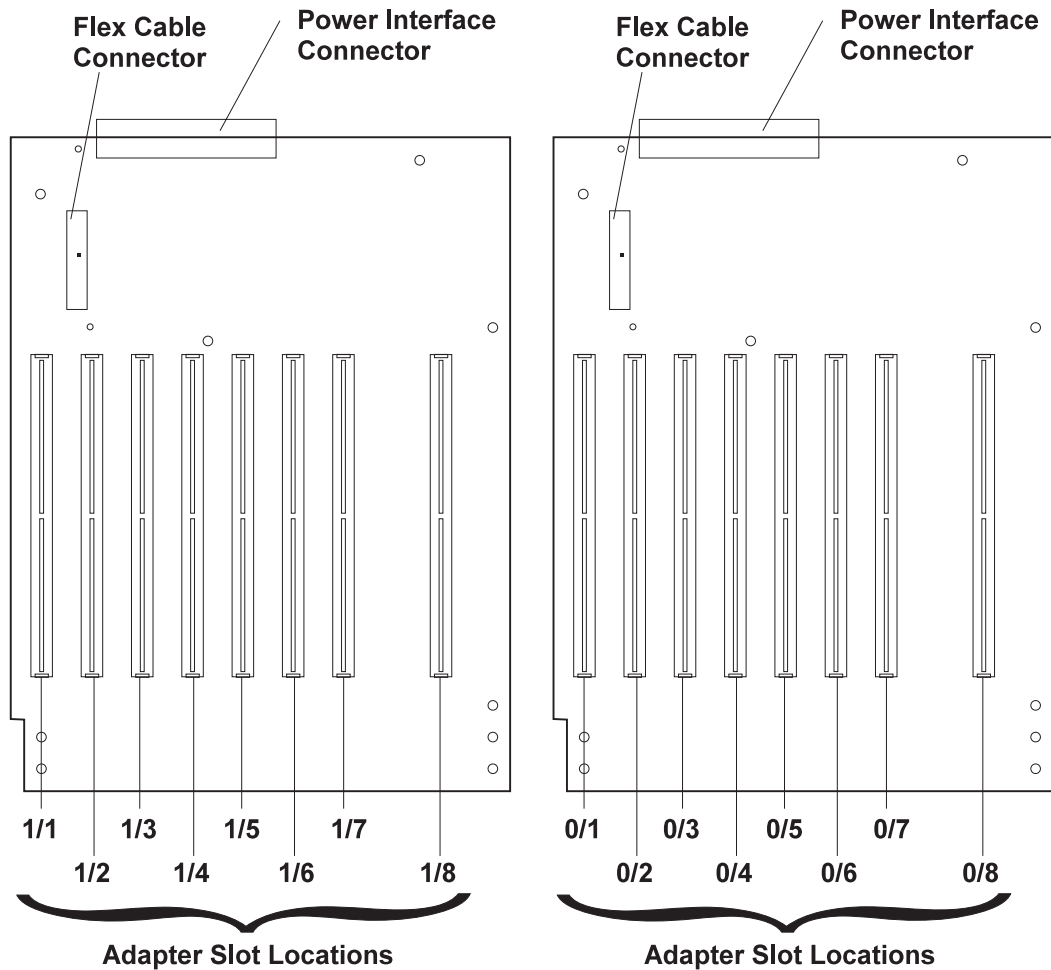 Flex Cable
Connector
Power Interface
Connector
Flex Cable
Connector
Power Interface
Connector
1/1
1/3
1/5
1/7
1/2
1/4
1/6
1/8
Adapter Slot Locations
0/1
0/3
0/5
0/7
0/2
0/4
0/6
0/8
Adapter Slot Locations